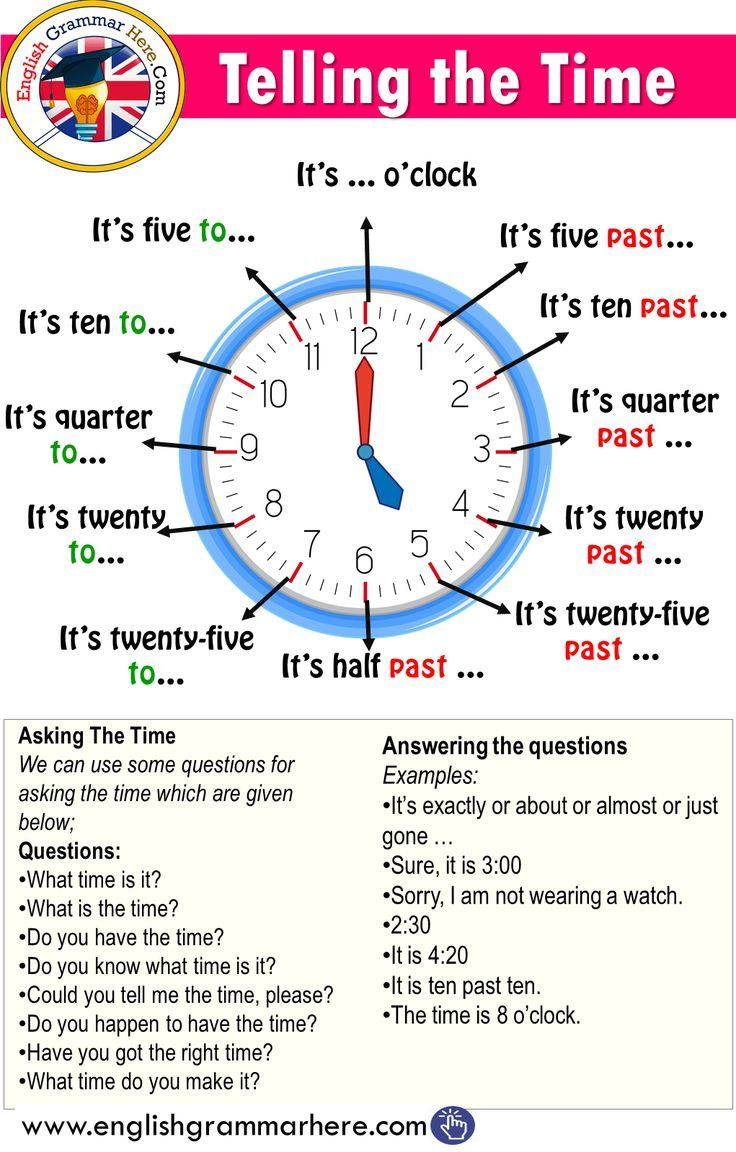 English Grammar Here.Com
Telling the Time
It's ... o'clock
It's five to...
It's five past...
It's ten to...
It's ten past...
It's quarter
to...
It's quarter
past ...
It's twenty
to...
It's twenty
past ...
It's twenty-five
to...
It's half past ...
It's twenty-five
past ...
12
1
2
3
4
5
6
7
8
9
10
11
Asking The Time
We can use some questions for
asking the time which are given
below;
Questions:
•What time is it?
•What is the time?
•Do you have the time?
•Do you know what time is it?
•Could you tell me the time, please?
•Do you happen to have the time?
•Have you got the right time?
•What time do you make it?
Answering the questions
Examples:
•It's exactly or about or almost or just
gone …
•Sure, it is 3:00
•Sorry, I am not wearing a watch.
•2:30
•It is 4:20
•It is ten past ten.
•The time is 8 o'clock.
www.englishgrammarhere.com